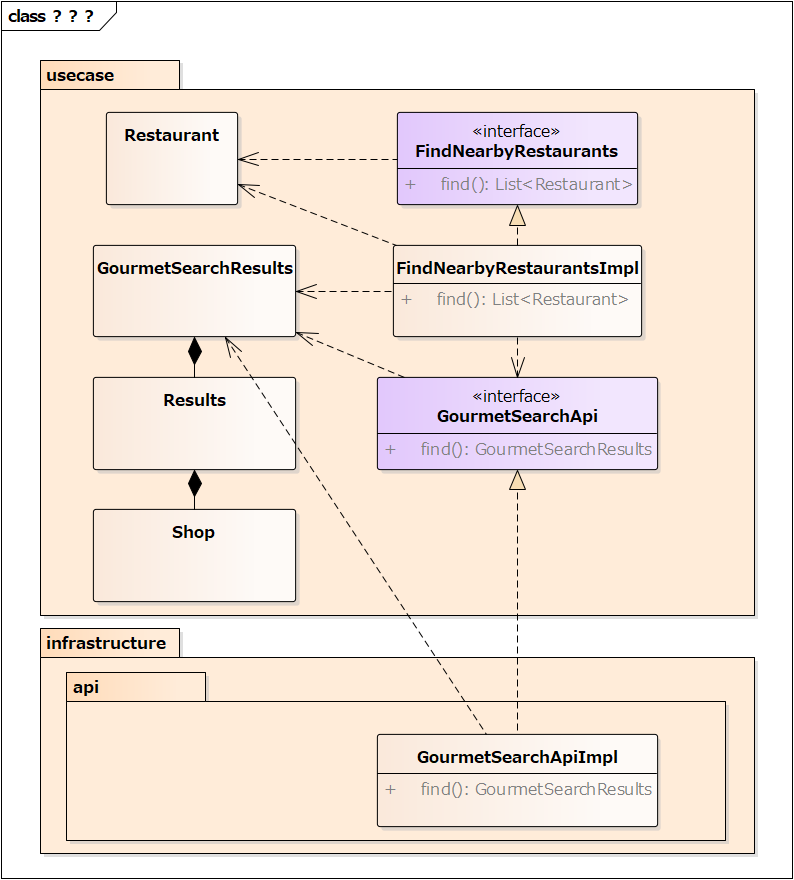 class ? ? ?
usecase
Restaurant
«interface»
FindNearbyRestaurants
+ find(): List<Restaurant>
GourmetSearchResults
FindNearbyRestaurantsImpl
+ find(): List<Restaurant>
Results
«interface»
GourmetSearchApi
+ find(): GourmetSearchResults
Shop
infrastructure
api
GourmetSearchApiImpl
+ find(): GourmetSearchResults